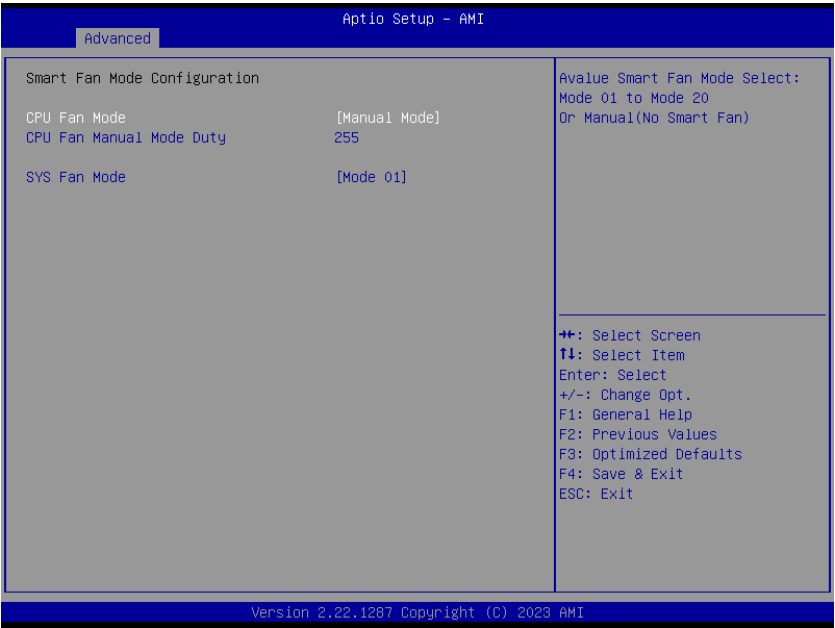 Aptio Setup – AMI
Advanced
Smart Fan Mode Configuration
CPU Fan Mode [Manual Mode]
CPU Fan Manual Mode Duty 255
SYS Fan Mode [Mode 01]
Avalue Smart Fan Mode Select:
Mode 01 to Mode 20
Or Manual(No Smart Fan)
→←: Select Screen
↑↓: Select Item
Enter: Select
+/-: Change Opt.
F1: General Help
F2: Previous Values
F3: Optimized Defaults
F4: Save & Exit
ESC: Exit
Version 2.22.1287 Copyright (C) 2023 AMI